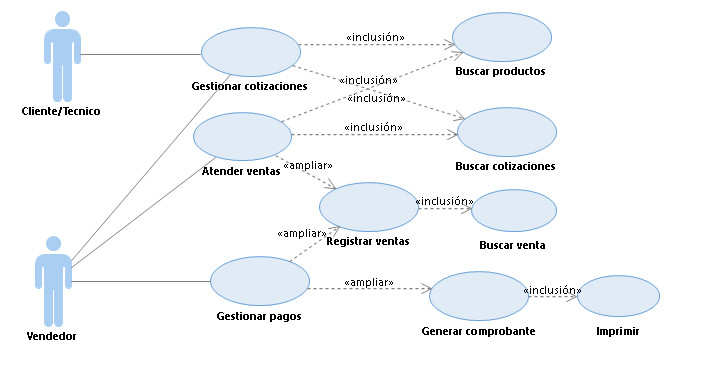 «inclusión»
Buscar productos
Cliente/Tecnico
Gestionar cotizaciones
«inclusión»
«inclusión»
«inclusión»
Atender ventas
Buscar cotizaciones
«ampliar»
«inclusión»
«ampliar»
Registrar ventas
Buscar venta
«ampliar»
«inclusión»
Gestionar pagos
Vendedor
Generar comprobante
Imprimir